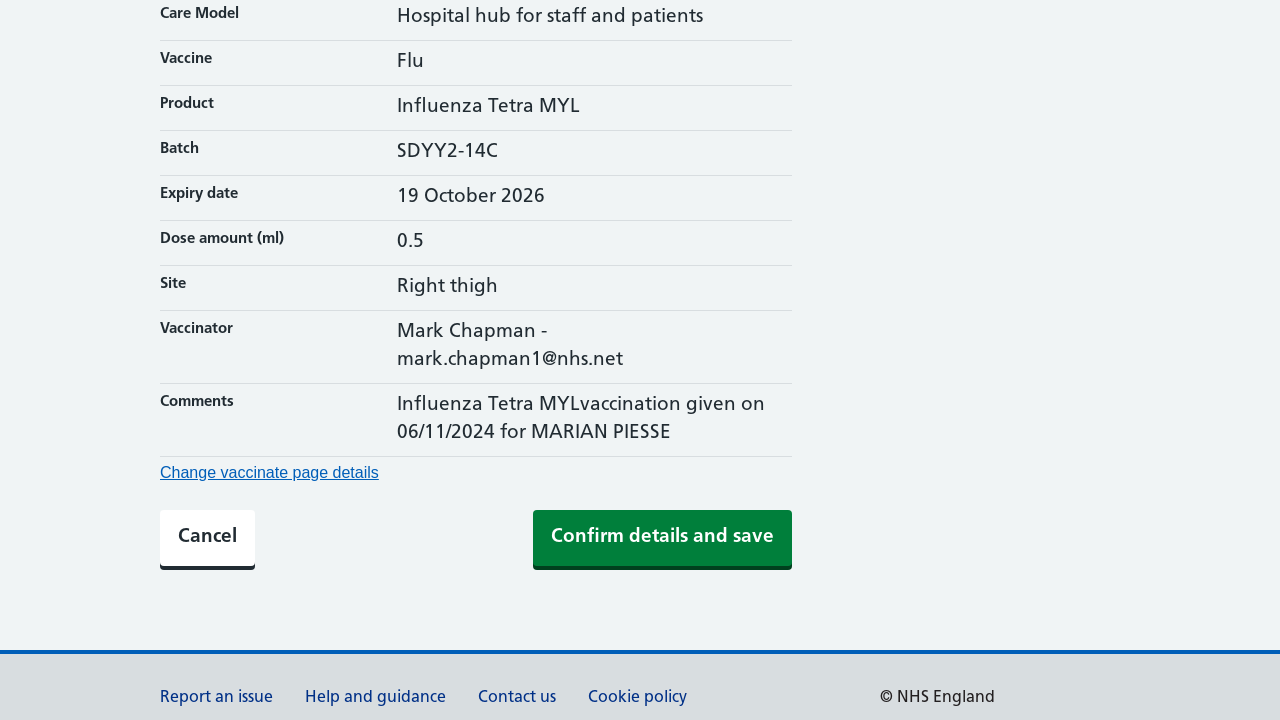 Care Model Hospital hub for staff and patients
Vaccine Flu
Product Influenza Tetra MYL
Batch SDYY2-14C
Expiry date 19 October 2026
Dose amount (ml) 0.5
Site Right thigh
Vaccinator Mark Chapman -
mark.chapman1@nhs.net
Comments Influenza Tetra MYLvaccination given on
06/11/2024 for MARIAN PIESSE
Change vaccinate page details
Cancel Confirm details and save
Report an issue Help and guidance Contact us Cookie policy © NHS England